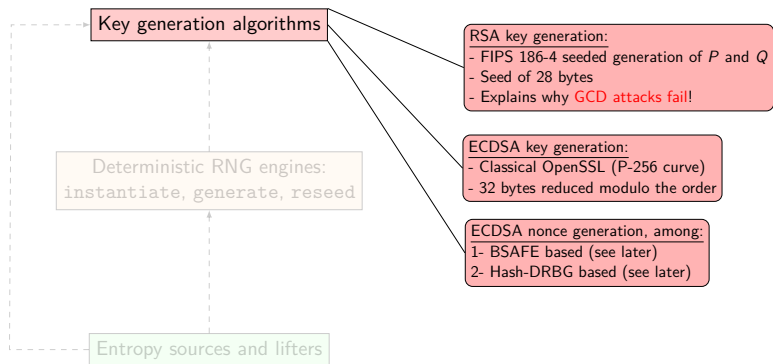 Key generation algorithms
RSA key generation:
- FIPS 186-4 seeded generation of P and Q
- Seed of 28 bytes
- Explains why GCD attacks fail!
ECDSA key generation:
- Classical OpenSSL (P-256 curve)
- 32 bytes reduced modulo the order
Deterministic RNG engines:
instantiate, generate, reseed
ECDSA nonce generation, among:
1- BSAFE based (see later)
2- Hash-DRBG based (see later)
Entropy sources and lifters